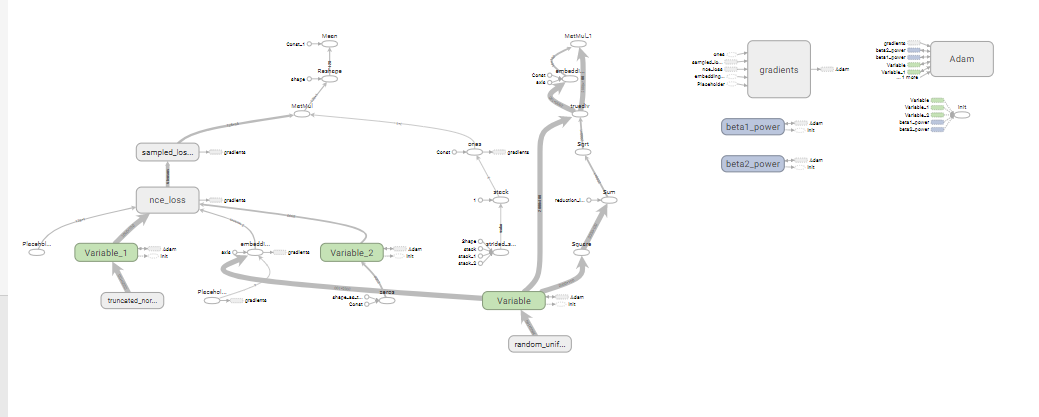 Mean
Const_1
Reshape
shape
MatMul
MatMul_1
embeddi...
Const
axis
truediv
sampled_los...
gradients
ones
Const
gradients
Sqrt
nce_loss
gradients
stack
1
Sum
reduction_i...
Placehol...
Variable_1
Adam
Init
embeddi...
axis
gradients
Variable_2
Adam
Init
Shape
stack
stack_1
stack_2
strided_s...
Square
truncated_nor...
Placehol...
gradients
zeros
shape_as_t...
Const
Variable
Adam
Init
random_unif...
ones
sampled_lo...
nce_loss
embedding...
Placeholder
gradients
Adam
gradients
beta2_power
beta1_power
Variable
Variable_1
... 1 more
Adam
Variable
Variable_1
Variable_2
beta1_power
beta2_power
init
beta1_power
Adam
Init
beta2_power
Adam
Init